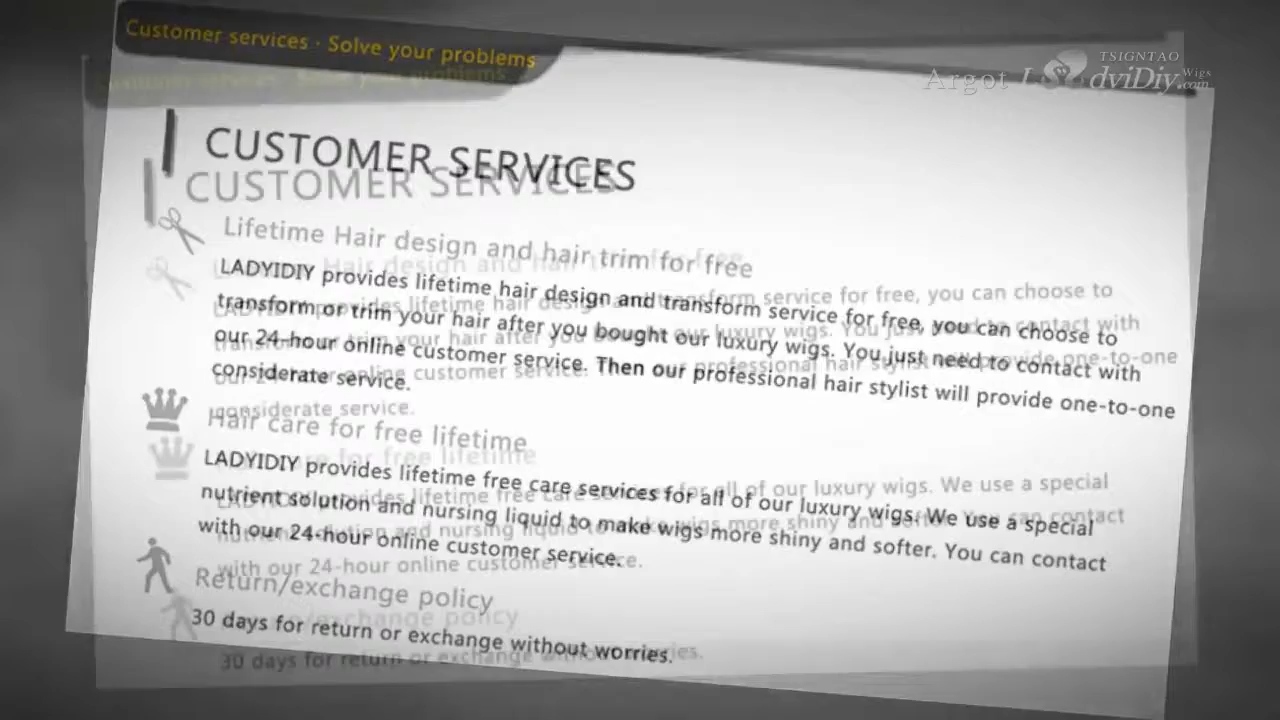 Customer services · Solve your problems
TSIGNTAO
Argot
dviDiy
Wigs
.com
CUSTOMER SERVICES
Lifetime Hair design and hair trim for free
LADYIDIY provides lifetime hair design and transform service for free, you can choose to
transform or trim your hair after you bought our luxury wigs. You just need to contact with
our 24-hour online customer service. Then our professional hair stylist will provide one-to-one
considerate service.
Hair care for free lifetime
LADYIDIY provides lifetime free care services for all of our luxury wigs. We use a special
nutrient solution and nursing liquid to make wigs more shiny and softer. You can contact
with our 24-hour online customer service.
Return/exchange policy
30 days for return or exchange without worries.